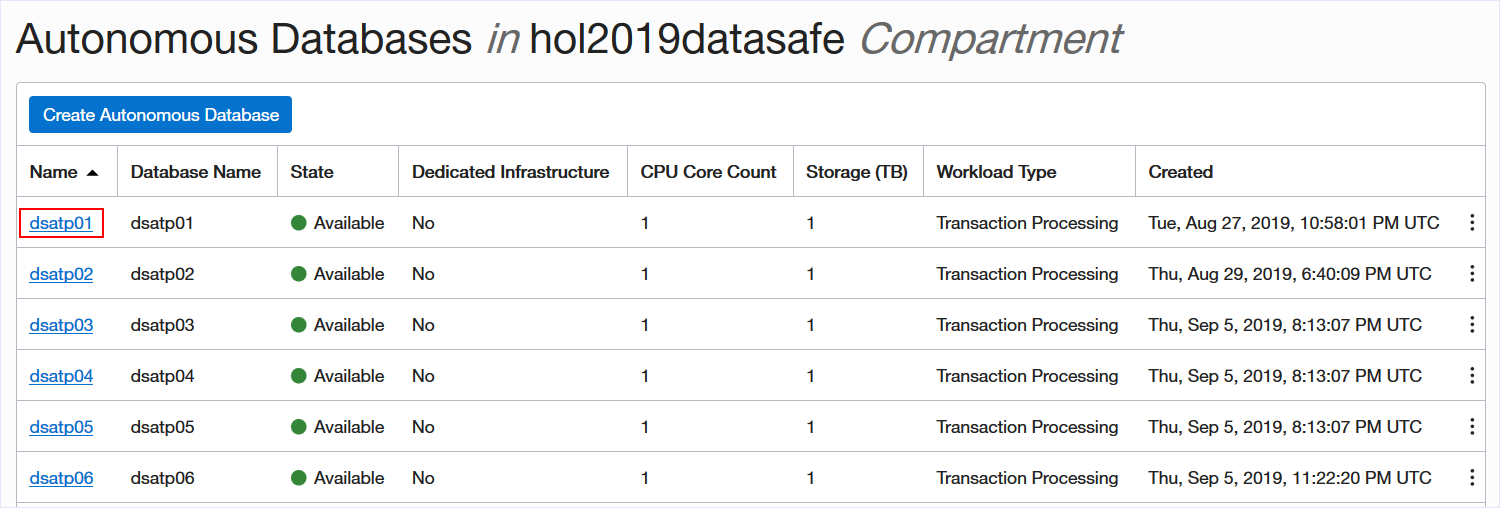 Autonomous Databases in hol2019datasafe Compartment
Create Autonomous Database
Name Database Name State Dedicated Infrastructure CPU Core Count Storage (TB) Workload Type Created
dsatp01 dsatp01 Available No 1 1 Transaction Processing Tue, Aug 27, 2019, 10:58:01 PM UTC
dsatp02 dsatp02 Available No 1 1 Transaction Processing Thu, Aug 29, 2019, 6:40:09 PM UTC
dsatp03 dsatp03 Available No 1 1 Transaction Processing Thu, Sep 5, 2019, 8:13:07 PM UTC
dsatp04 dsatp04 Available No 1 1 Transaction Processing Thu, Sep 5, 2019, 8:13:07 PM UTC
dsatp05 dsatp05 Available No 1 1 Transaction Processing Thu, Sep 5, 2019, 8:13:07 PM UTC
dsatp06 dsatp06 Available No 1 1 Transaction Processing Thu, Sep 5, 2019, 11:22:20 PM UTC